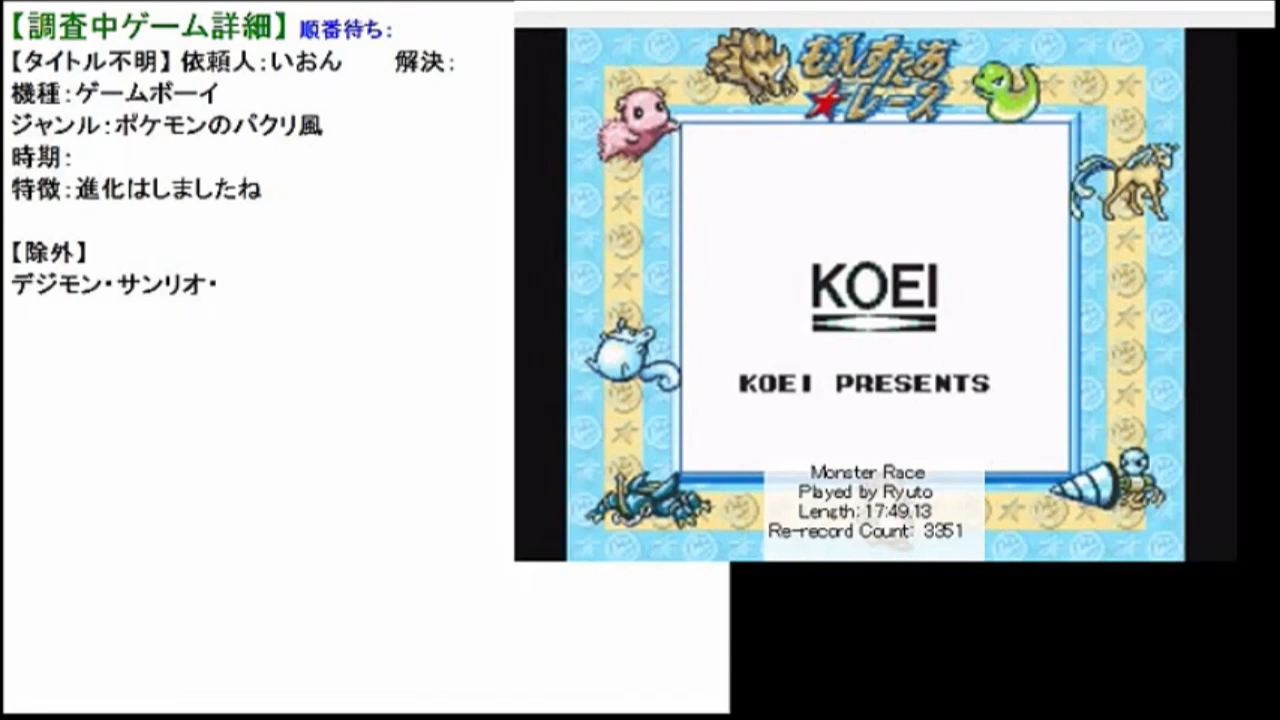 【調査中ゲーム詳細】 順番待ち:
【タイトル不明】 依頼人:いおん 解決:
機種:ゲームボーイ
ジャンル:ポケモンのパクリ風
時期:
特徴:進化はしましたね
【除外】
デジモン・サンリオ・
もんすたあ
★レース
KOEI
KOEI PRESENTS
Monster Race
Played by Ryuto
Length: 17:49.13
Re-record Count: 3351